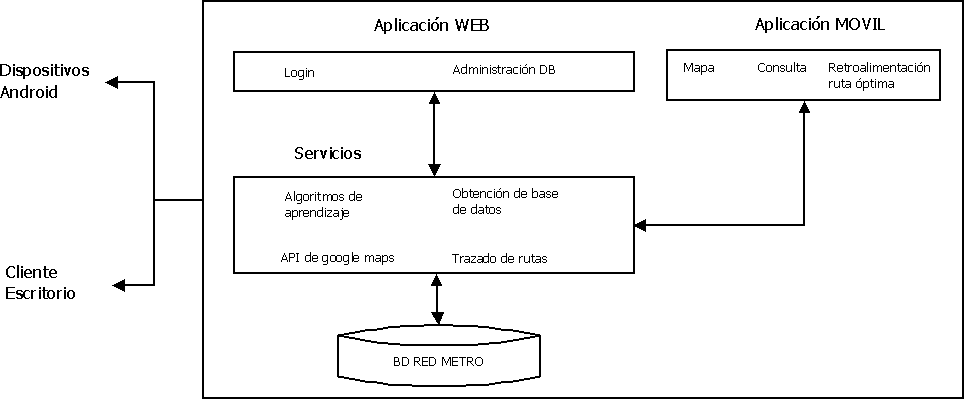 Aplicación WEB
Aplicación MOVIL
Dispositivos
Android
Login
Administración DB
Mapa
Consulta
Retroalimentación
ruta óptima
Servicios
Algoritmos de
aprendizaje
Obtención de base
de datos
API de google maps
Trazado de rutas
Cliente
Escritorio
BD RED METRO